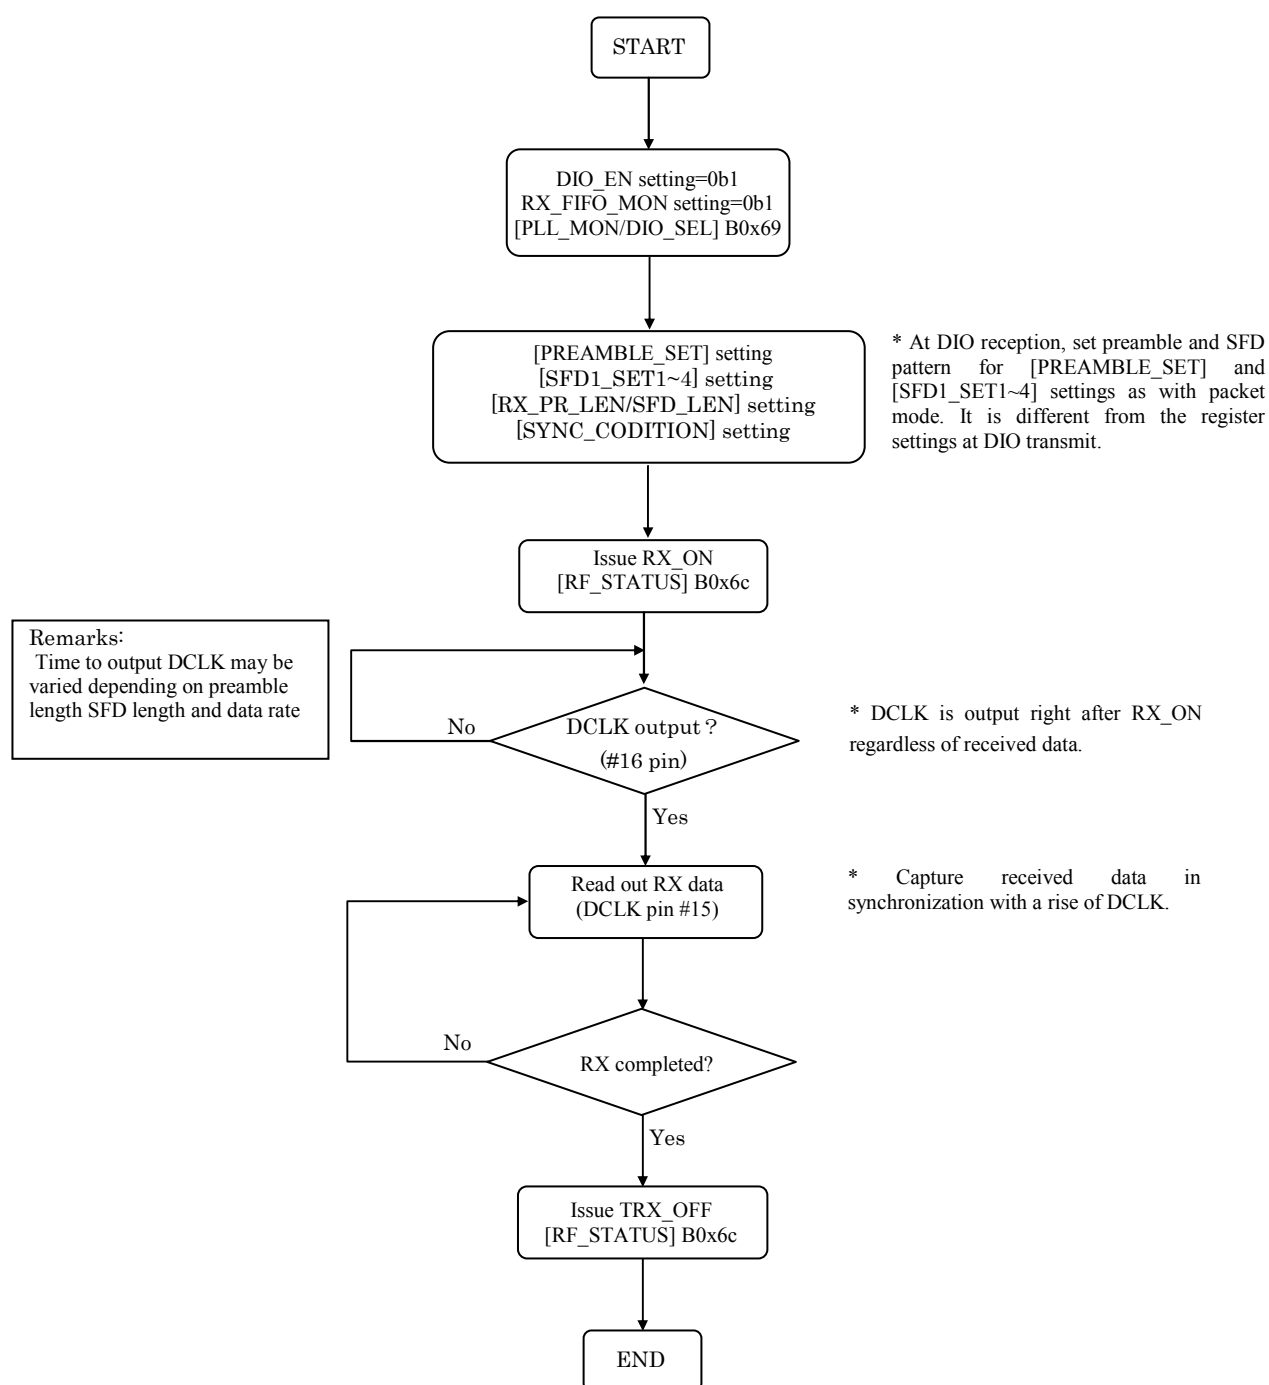 START
DIO_EN setting=0b1
RX_FIFO_MON setting=0b1
[PLL_MON/DIO_SEL] B0x69
[PREAMBLE_SET] setting
[SFD1_SET1~4] setting
[RX_PR_LEN/SFD_LEN] setting
[SYNC_CODITION] setting
* At DIO reception, set preamble and SFD
pattern for [PREAMBLE_SET] and
[SFD1_SET1~4] settings as with packet
mode. It is different from the register
settings at DIO transmit.
Issue RX_ON
[RF_STATUS] B0x6c
Remarks:
Time to output DCLK may be
varied depending on preamble
length SFD length and data rate
No
DCLK output?
(#16 pin)
* DCLK is output right after RX_ON
regardless of received data.
Yes
Read out RX data
(DCLK pin #15)
* Capture received data in
synchronization with a rise of DCLK.
No
RX completed?
Yes
Issue TRX_OFF
[RF_STATUS] B0x6c
END